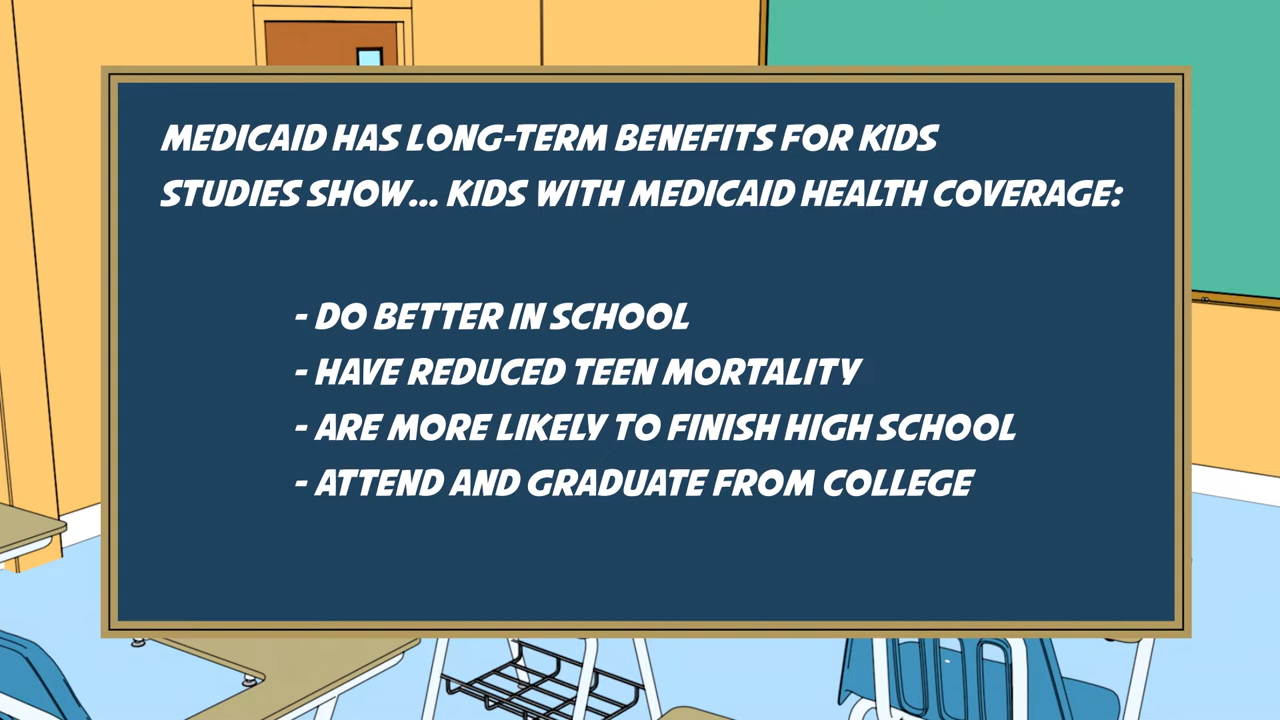 MEDICAID HAS LONG-TERM BENEFITS FOR KIDS
STUDIES SHOW... KIDS WITH MEDICAID HEALTH COVERAGE:
- DO BETTER IN SCHOOL
- HAVE REDUCED TEEN MORTALITY
- ARE MORE LIKELY TO FINISH HIGH SCHOOL
- ATTEND AND GRADUATE FROM COLLEGE